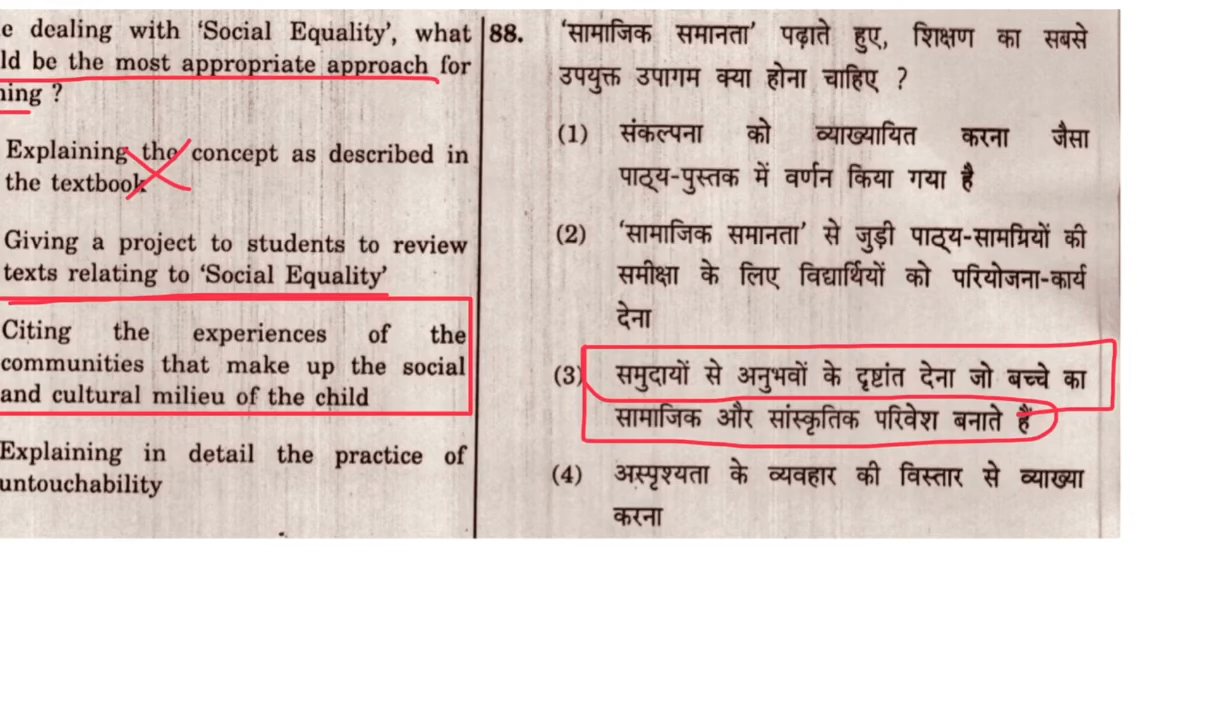 e dealing with ‘Social Equality’, what
ld be the most appropriate approach for
ning ?
Explaining the concept as described in
the textbook
Giving a project to students to review
texts relating to ‘Social Equality’
Citing the experiences of the
communities that make up the social
and cultural milieu of the child
Explaining in detail the practice of
untouchability
88. ‘सामाजिक समानता’ पढ़ाते हुए, शिक्षण का सबसे
उपयुक्त उपागम क्या होना चाहिए ?
(1) संकल्पना को व्याख्यायित करना जैसा
पाठ्य-पुस्तक में वर्णन किया गया है
(2) ‘सामाजिक समानता’ से जुड़ी पाठ्य-सामग्रियों की
समीक्षा के लिए विद्यार्थियों को परियोजना-कार्य
देना
(3) समुदायों से अनुभवों के दृष्टांत देना जो बच्चे का
सामाजिक और सांस्कृतिक परिवेश बनाते हैं
(4) अस्पृश्यता के व्यवहार की विस्तार से व्याख्या
करना